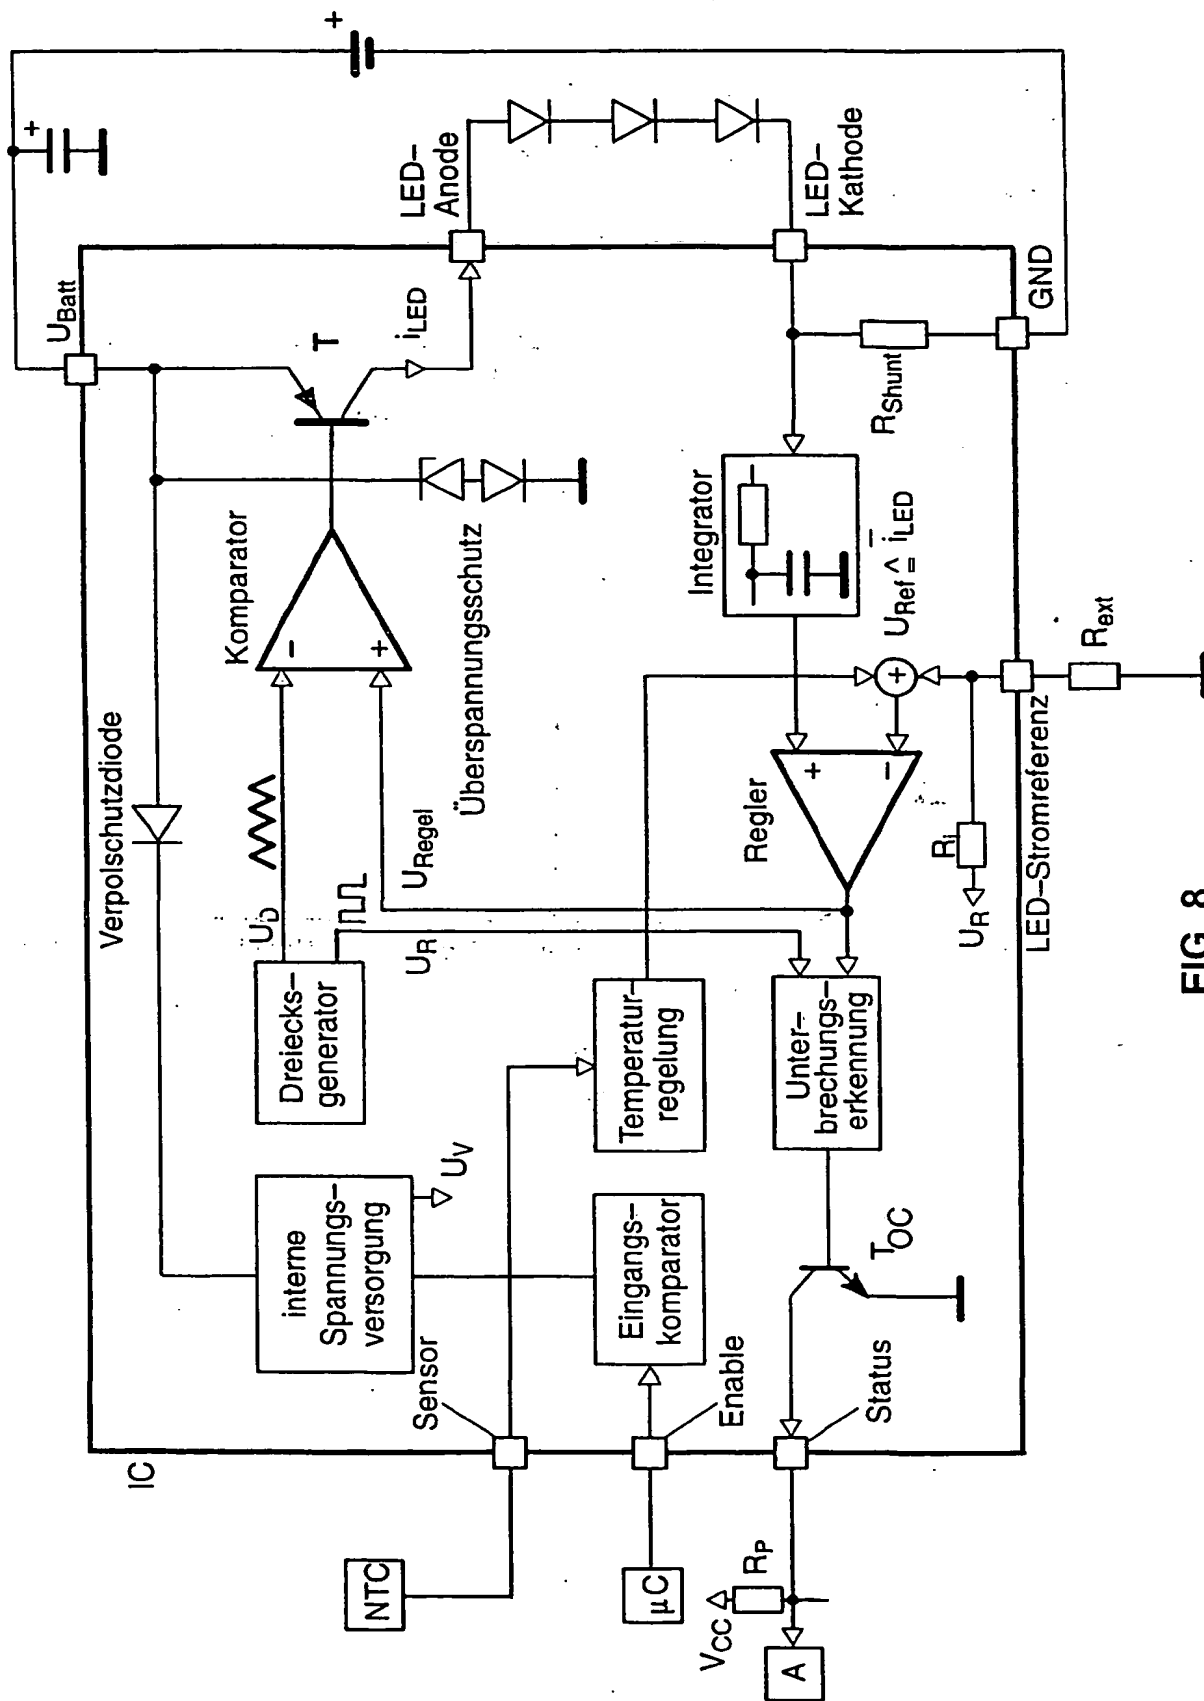 IC
NTC
µC
A
VCC
RP
Sensor
Enable
Status
interne
Spannungs-
versorgung
UV
Eingangs-
komparator
TOC
Dreiecks-
generator
Temperatur-
regelung
Unter-
brechungs-
erkennung
Verpolschutzdiode
UD
UR
URegel
Komparator
-
+
Überspannungsschutz
Regler
+
-
Integrator
URef ≙ iLED
+
Ri
UR
LED-Stromreferenz
Rext
RShunt
GND
UBatt
T
iLED
LED-
Anode
LED-
Kathode
+
+
FIG. 8